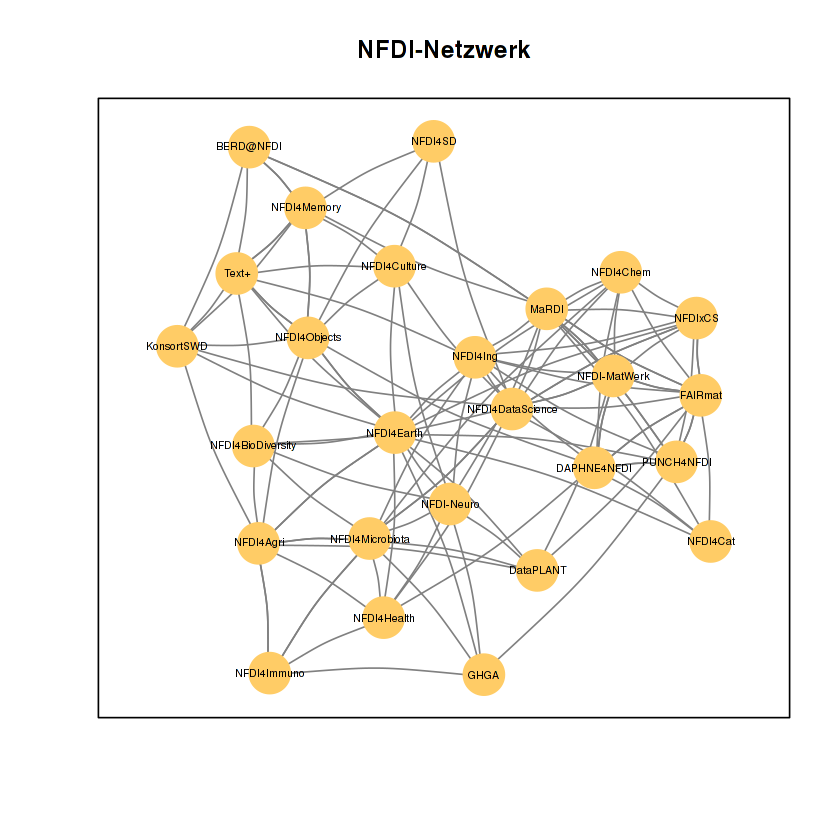 NFDI-Netzwerk
NFDI4SD
BERD@NFDI
NFDI4Memory
NFDI4Culture
NFDI4Chem
Text+
MaRDI
NFDIxCS
NFDI4Objects
KonsortSWD
NFDI4Ing
NFDI-MatWerk
FAIRmat
NFDI4DataScience
NFDI4Earth
NFDI4BioDiversity
PUNCH4NFDI
DAPHNE4NFDI
NFDI-Neuro
NFDI4Microbiota
NFDI4Agri
NFDI4Cat
DataPLANT
NFDI4Health
NFDI4Immuno
GHGA